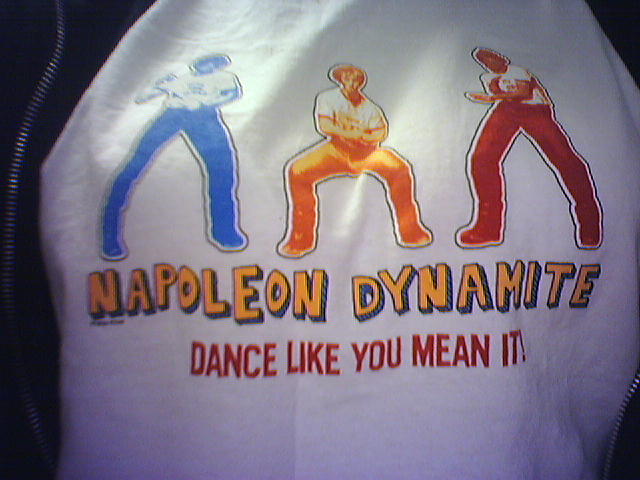 NAPOLEON DYNAMITE
DANCE LIKE YOU MEAN IT!